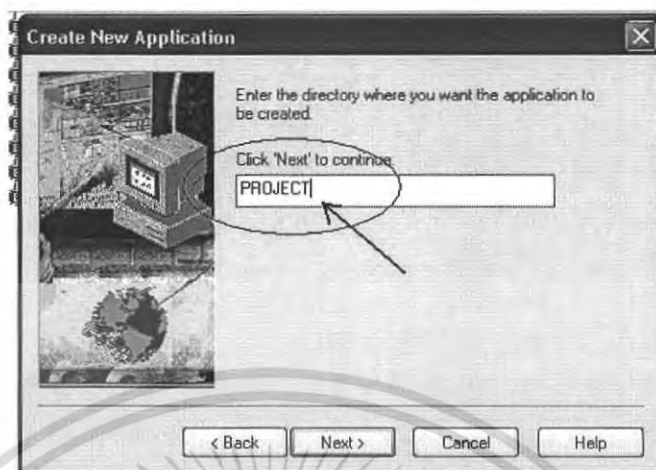 Create New Application
Enter the directory where you want the application to
be created.
Click 'Next' to continue.
PROJECT
< Back
Next >
Cancel
Help